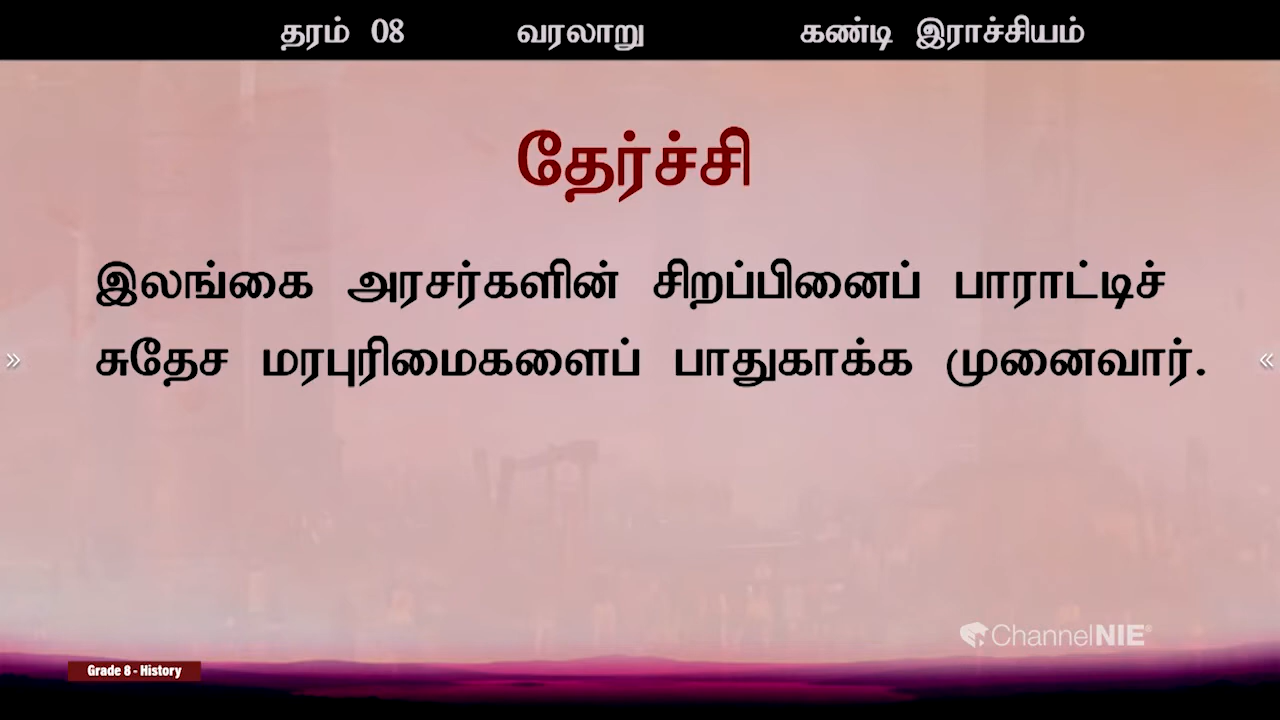 தரம் 08 வரலாறு கண்டி இராச்சியம்
தேர்ச்சி
இலங்கை அரசர்களின் சிறப்பினைப் பாராட்டிச்
சுதேச மரபுரிமைகளைப் பாதுகாக்க முனைவார்.
» «
ChannelNIE®
Grade 8 - History